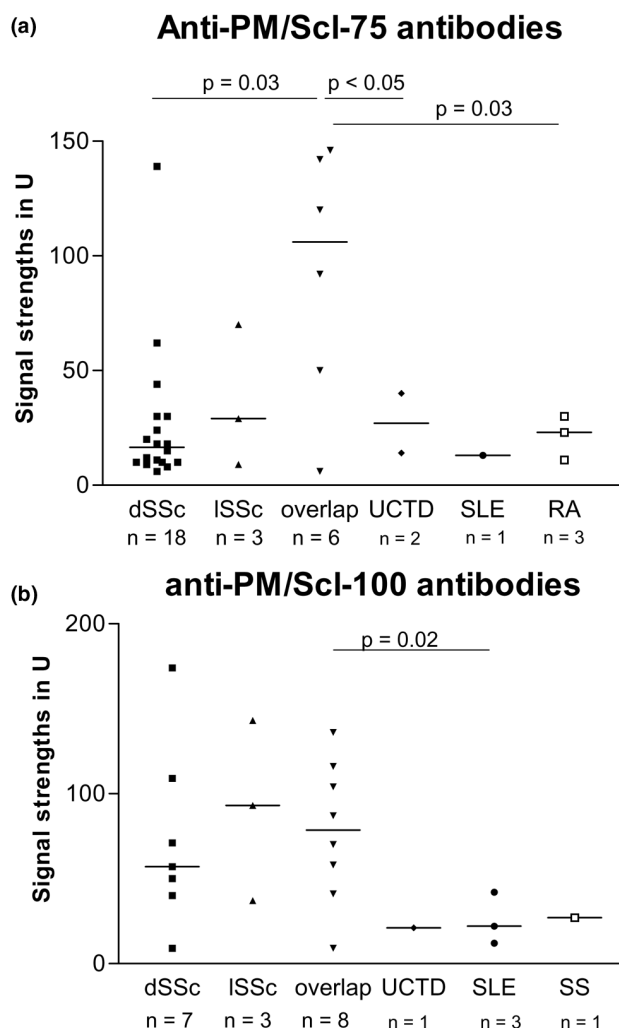 (a) Anti-PM/Scl-75 antibodies
p = 0.03 p < 0.05
p = 0.03
Signal strengths in U
150
100
50
0
dSSc lSSc overlap UCTD SLE RA
n = 18 n = 3 n = 6 n = 2 n = 1 n = 3
(b) anti-PM/Scl-100 antibodies
p = 0.02
Signal strengths in U
200
100
0
dSSc lSSc overlap UCTD SLE SS
n = 7 n = 3 n = 8 n = 1 n = 3 n = 1